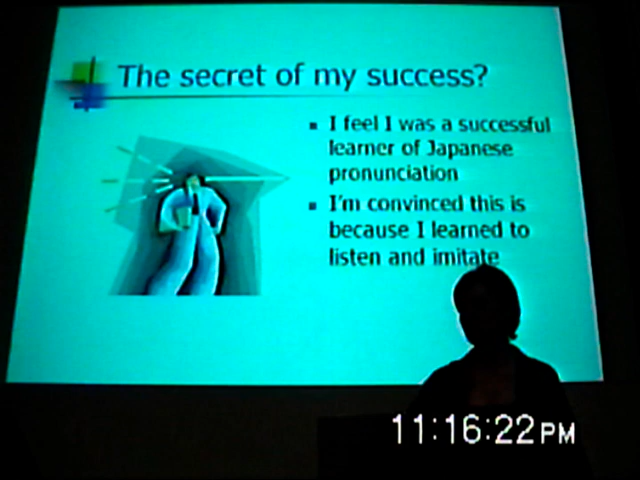 The secret of my success?
I feel I was a successful
learner of Japanese
pronunciation
I'm convinced this is
because I learned to
listen and imitate
11:16:22PM